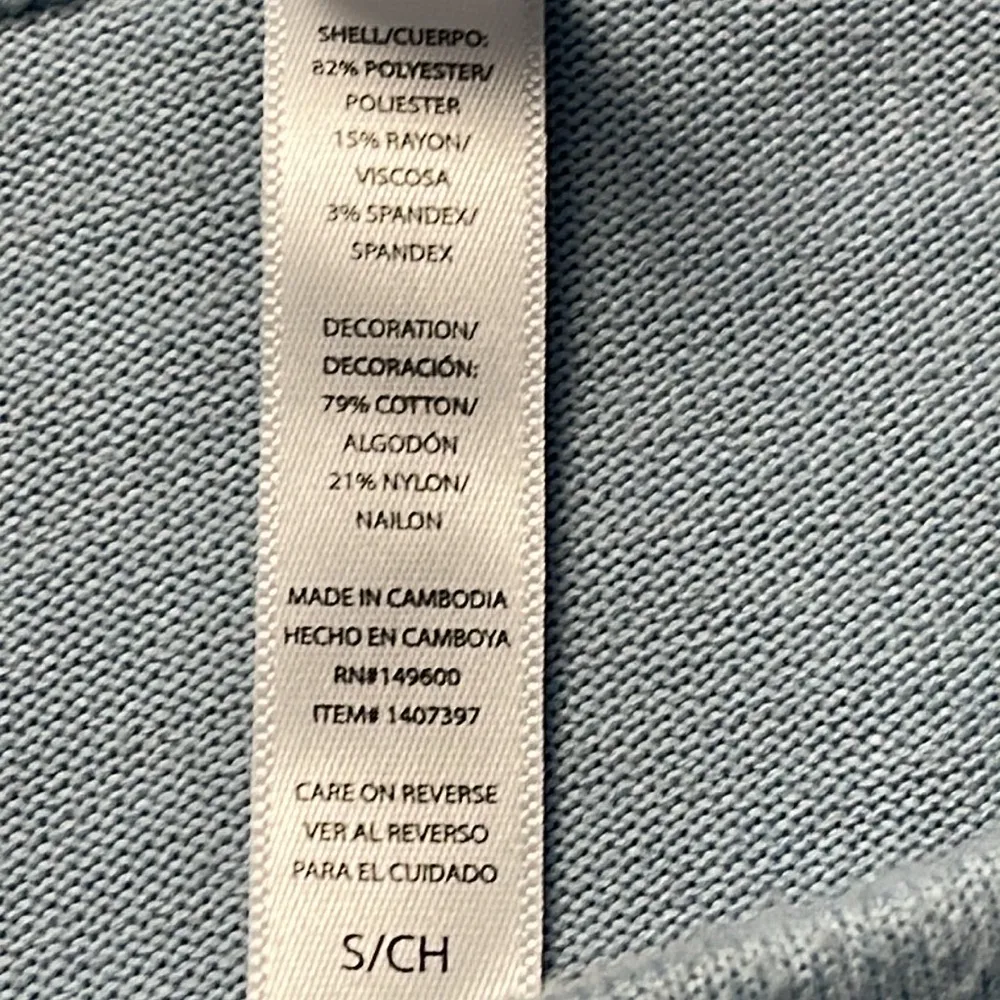 SHELL/CUERPO:
82% POLYESTER/
POLIESTER
15% RAYON/
VISCOSA
3% SPANDEX/
SPANDEX
DECORATION/
DECORACIÓN:
79% COTTON/
ALGODÓN
21% NYLON/
NAILON
MADE IN CAMBODIA
HECHO EN CAMBOYA
RN#149600
ITEM# 1407397
CARE ON REVERSE
VER AL REVERSO
PARA EL CUIDADO
S/CH